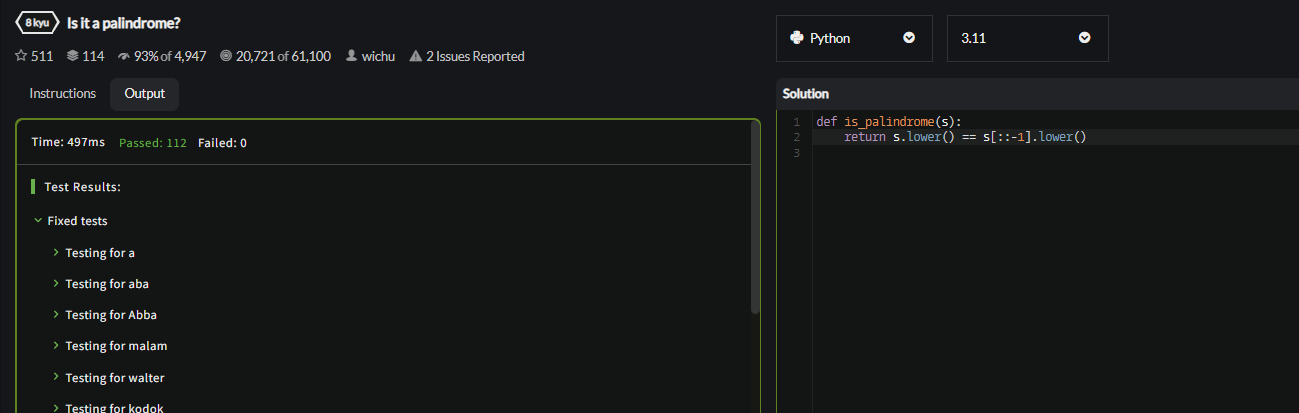 8 kyu Is it a palindrome?
511 114 93% of 4,947 20,721 of 61,100 wichu 2 Issues Reported
Python 3.11
Instructions Output
Solution
Time: 497ms Passed: 112 Failed: 0
Test Results:
Fixed tests
Testing for a
Testing for aba
Testing for Abba
Testing for malam
Testing for walter
Testing for kodok
1 def is_palindrome(s):
2 return s.lower() == s[::-1].lower()
3